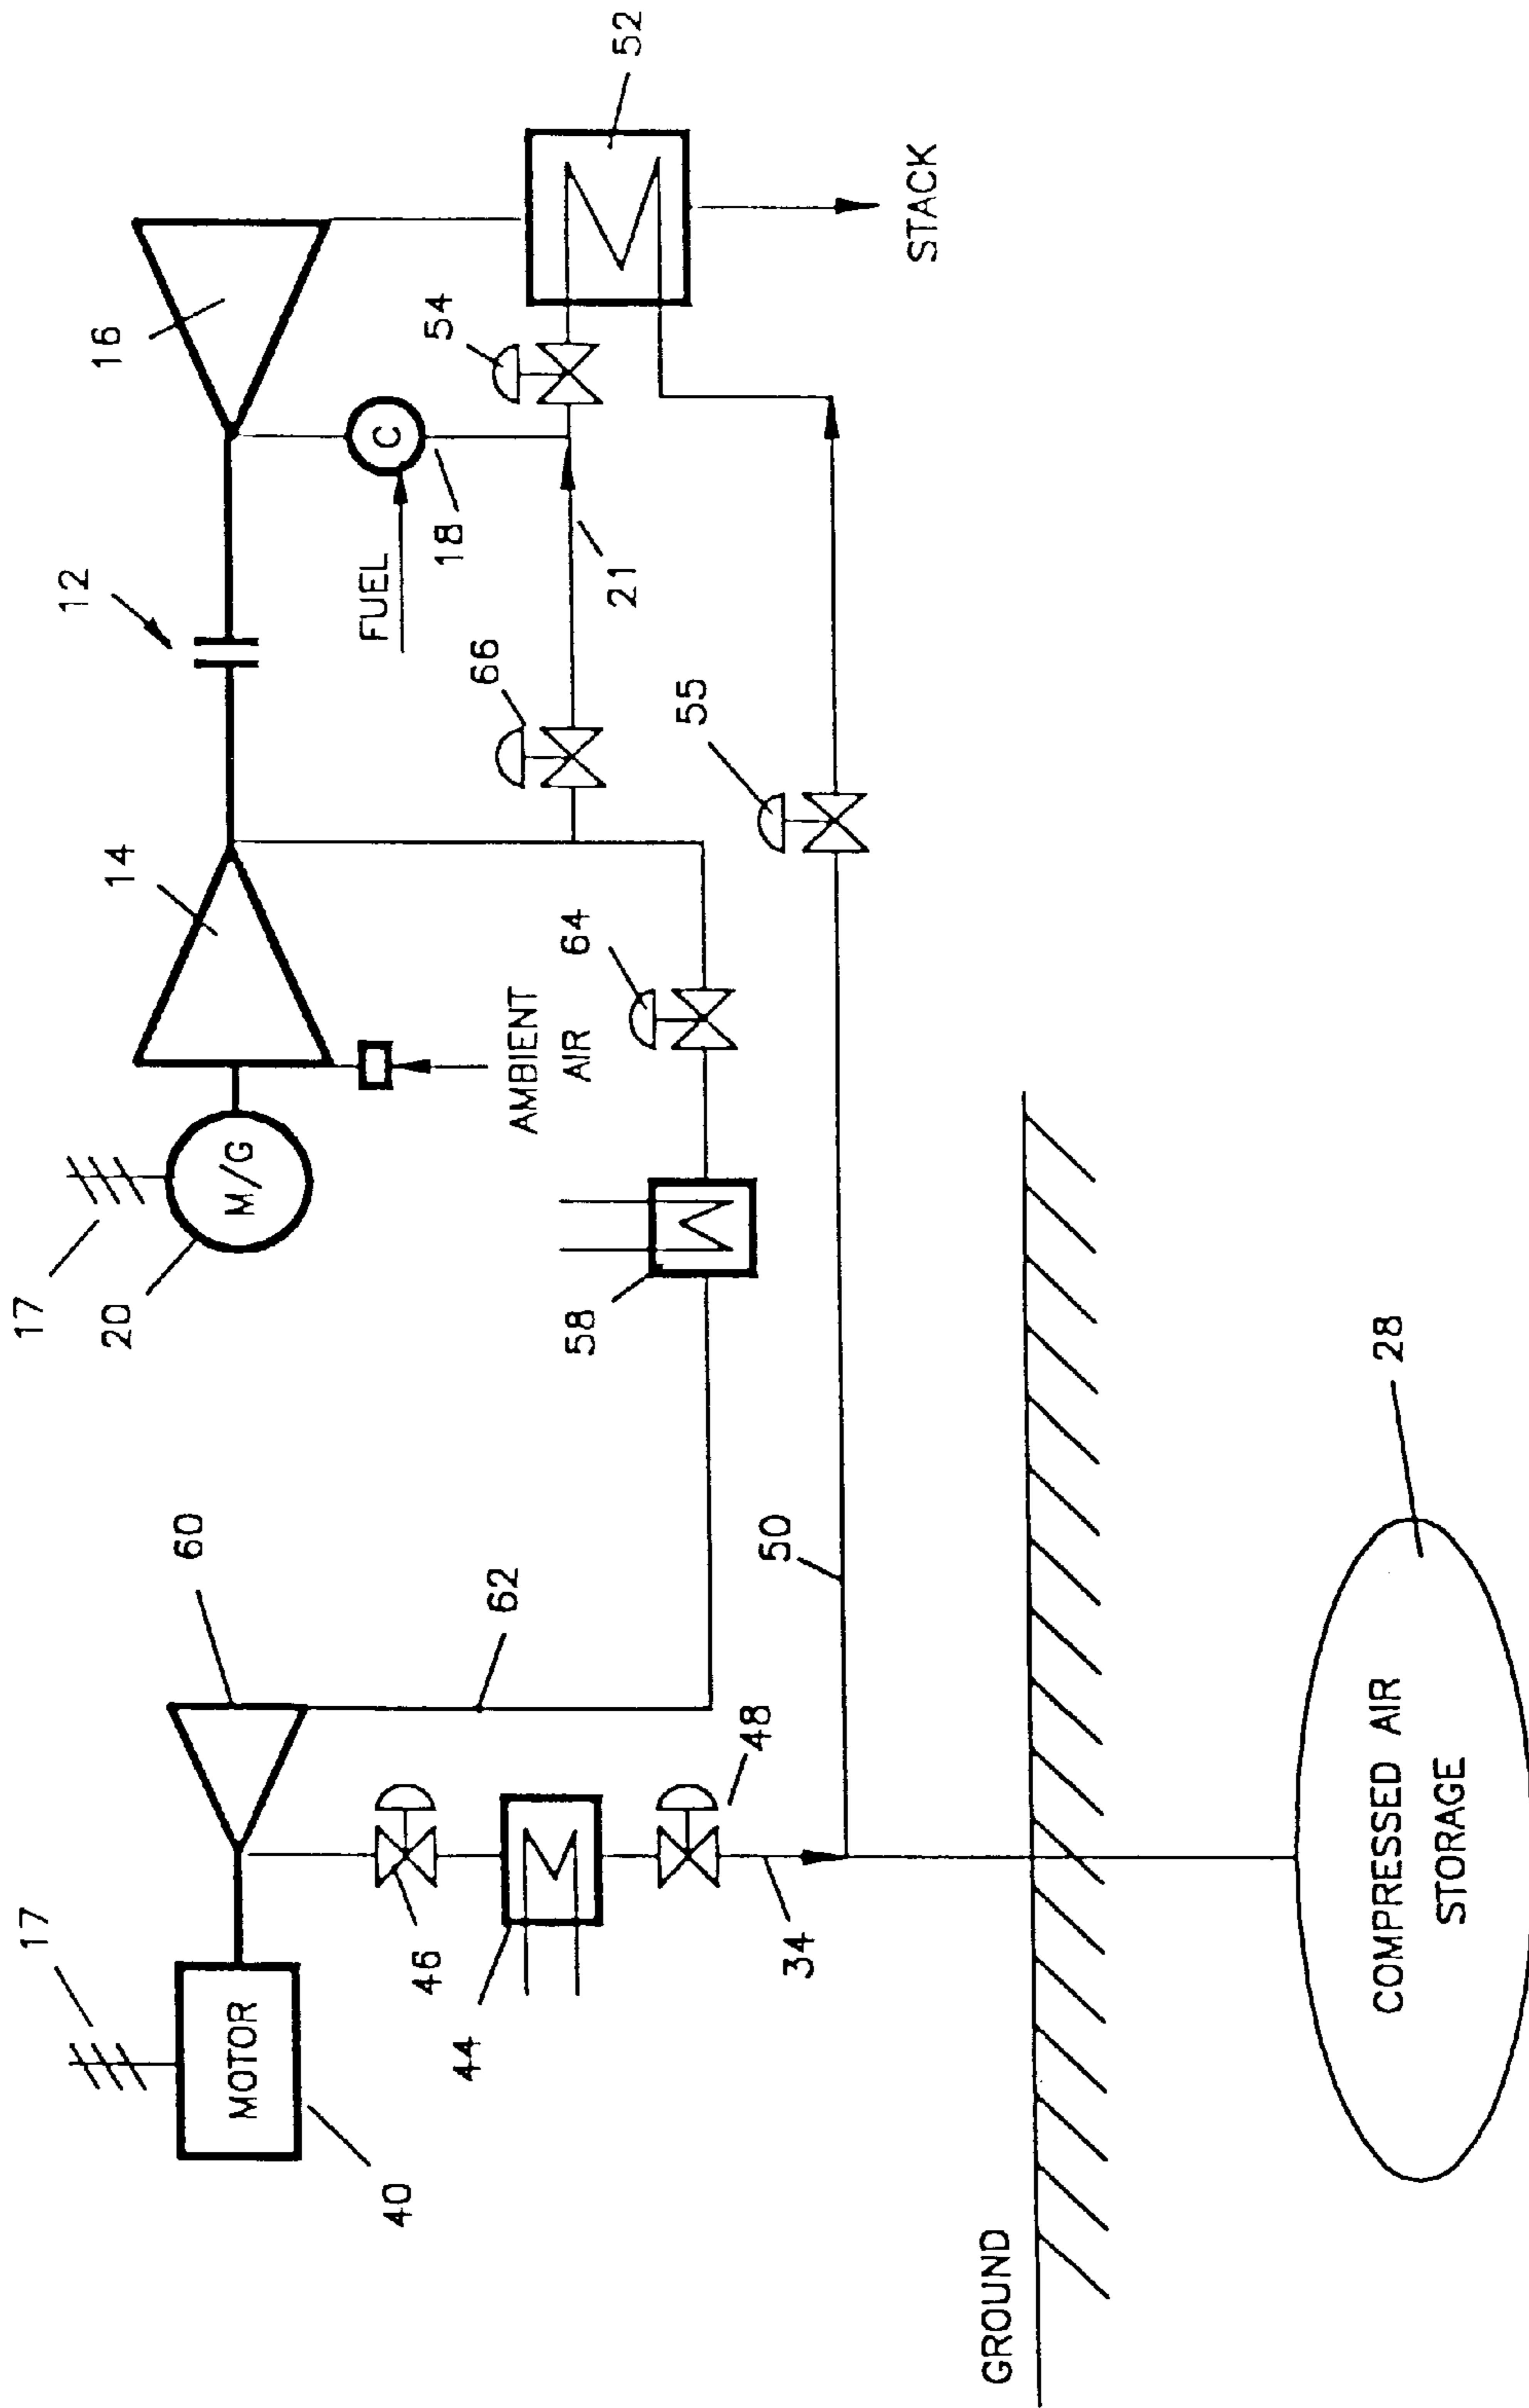 17
20
M/G
14
12
16
AMBIENT
AIR
FUEL
C
18
66
21
54
52
STACK
64
58
55
17
MOTOR
40
60
46
44
62
48
34
50
GROUND
COMPRESSED AIR
STORAGE
28